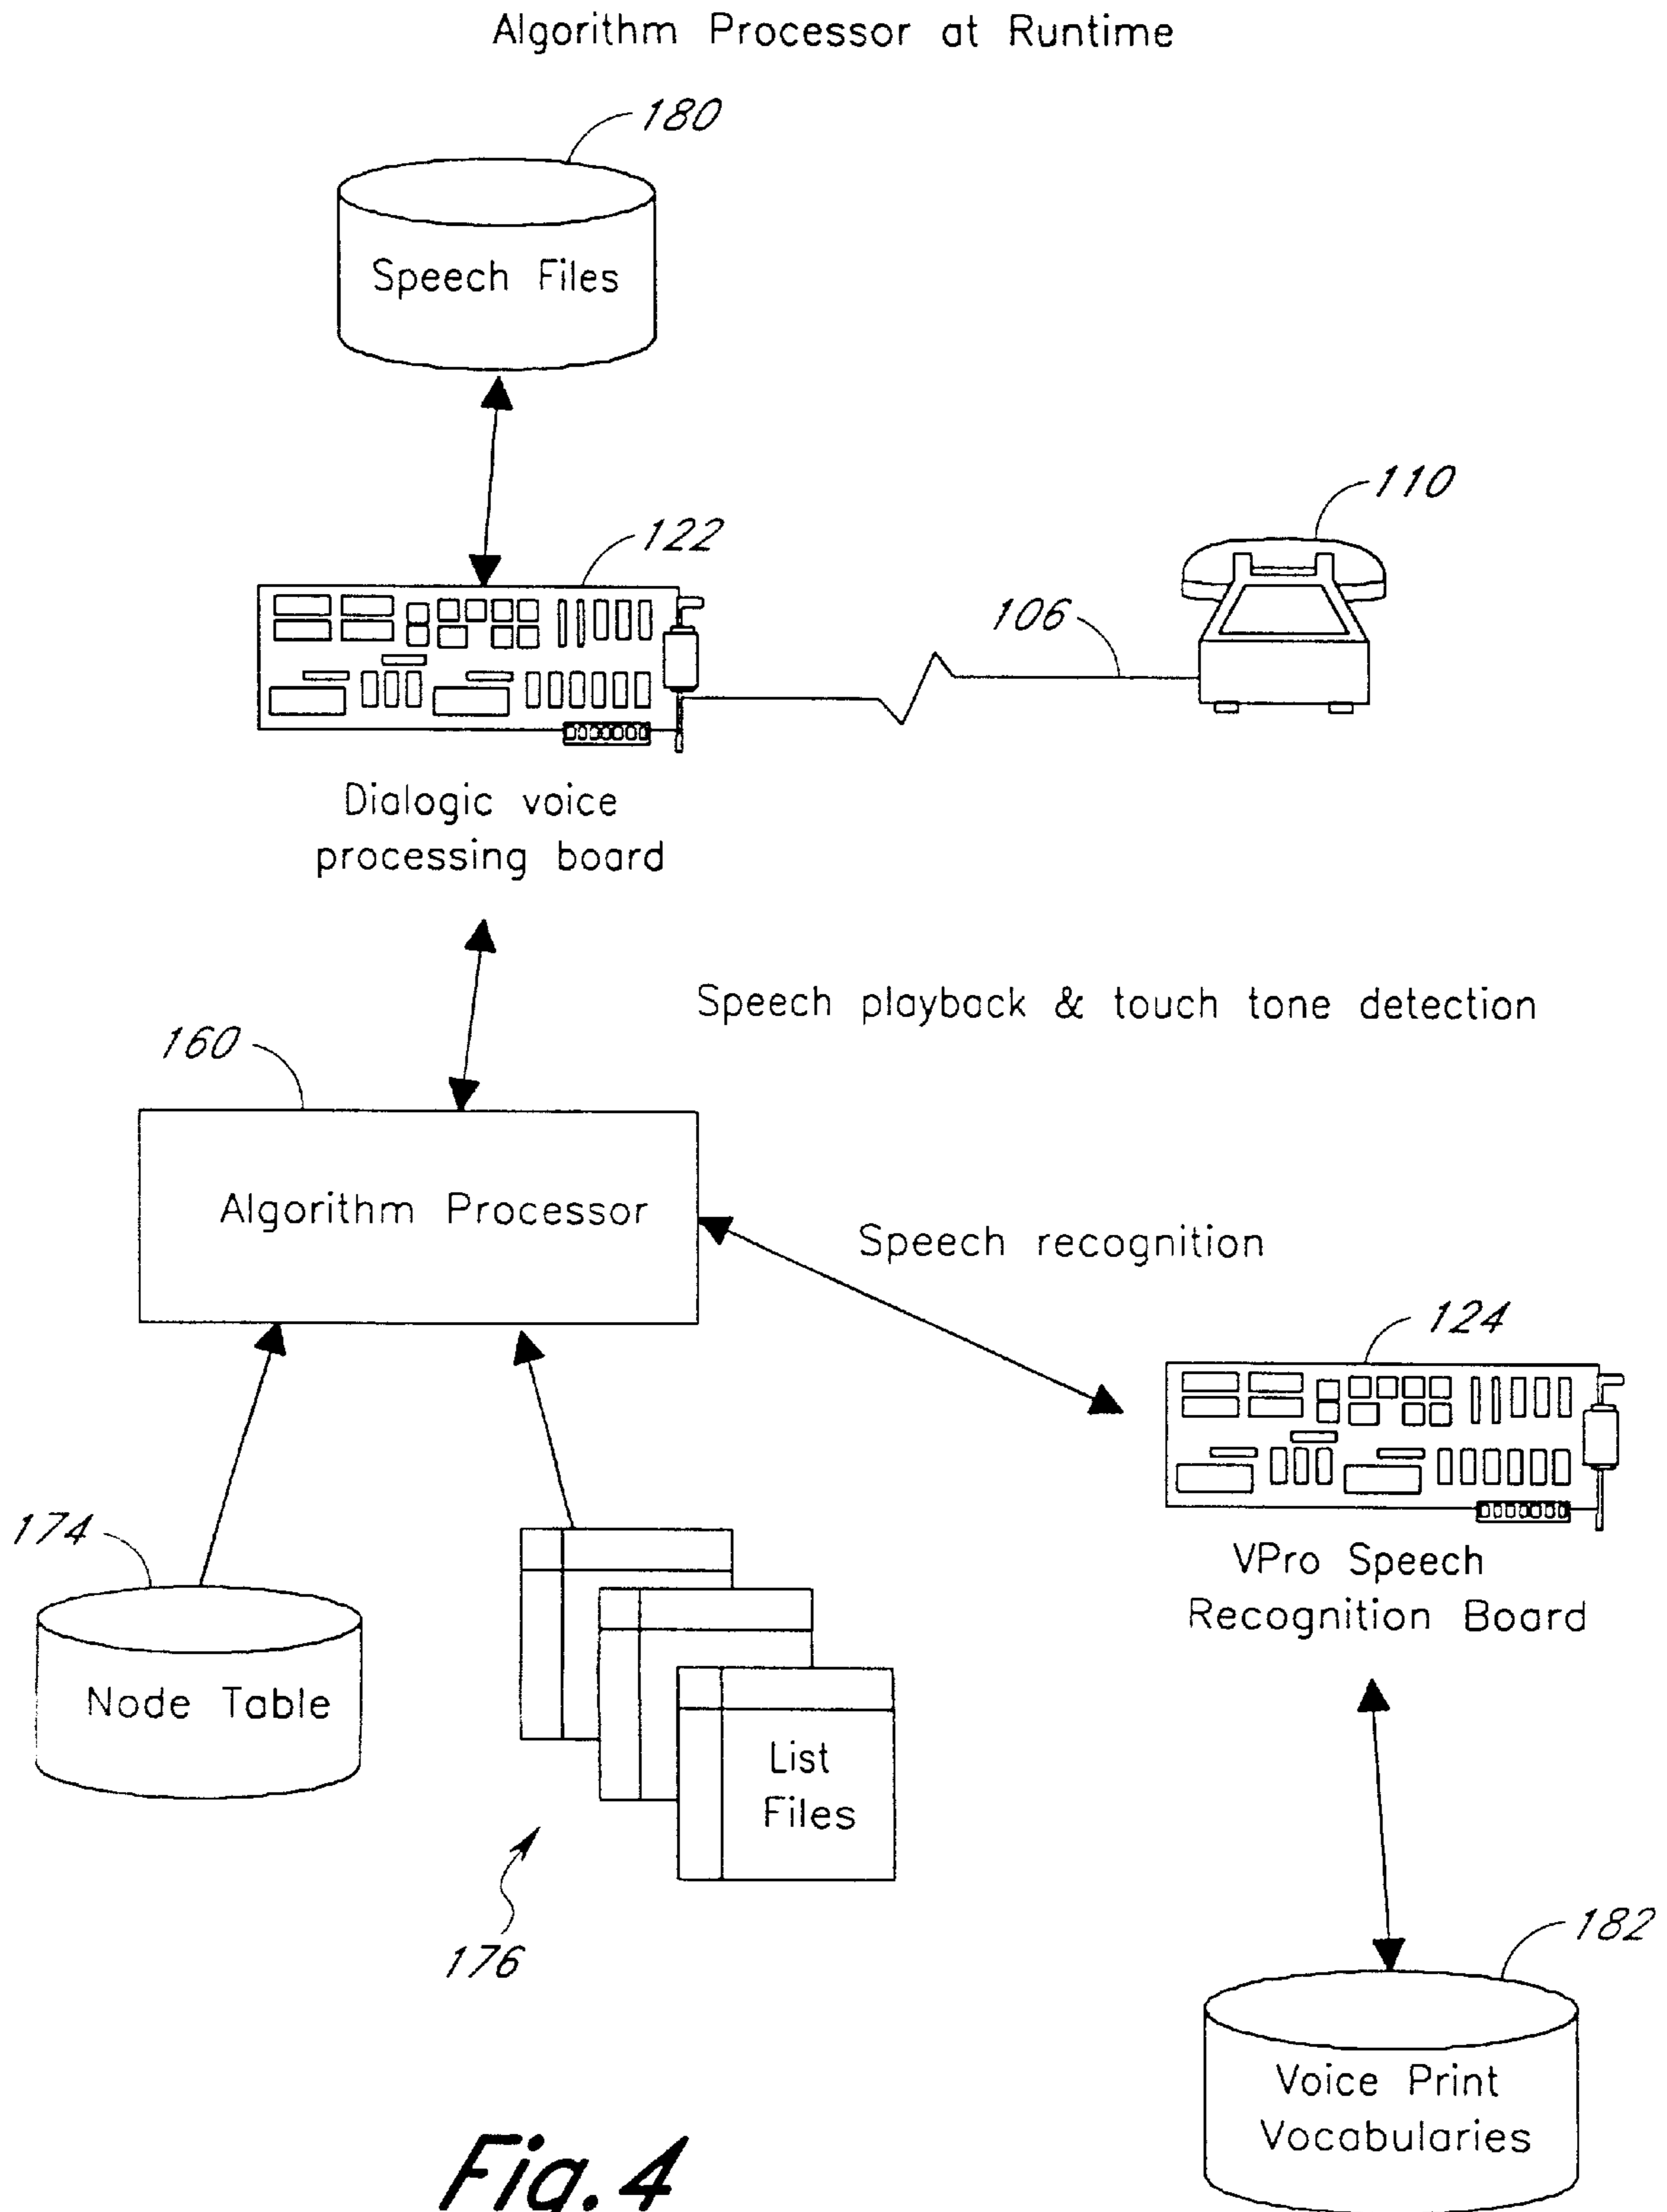 Algorithm Processor at Runtime
180
Speech Files
110
122
106
Dialogic voice
processing board
Speech playback & touch tone detection
160
Algorithm Processor
Speech recognition
124
VPro Speech
Recognition Board
174
Node Table
List
Files
176
182
Voice Print
Vocabularies
Fig.4